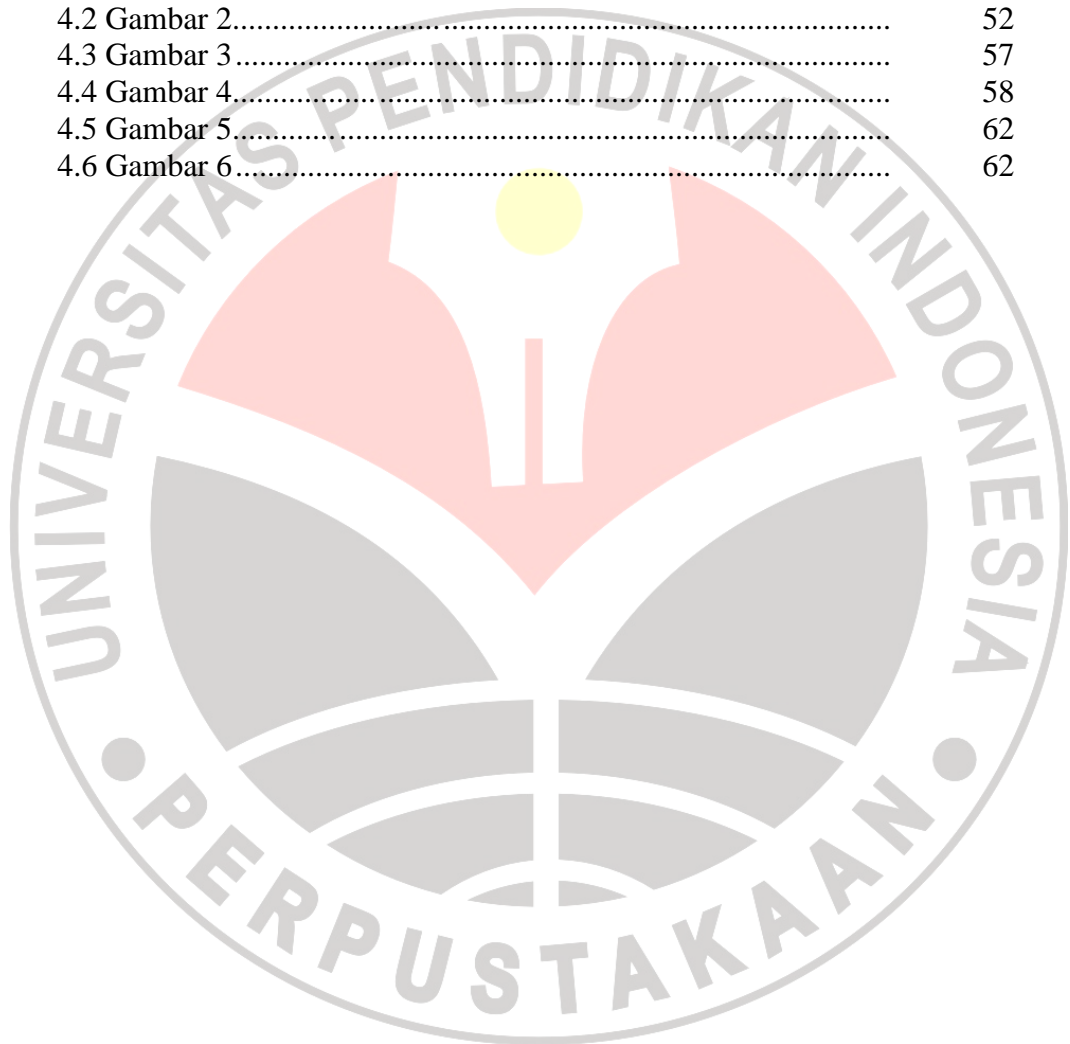 4.2 Gambar 2.................................................................................. 52
4.3 Gambar 3.................................................................................. 57
4.4 Gambar 4.................................................................................. 58
4.5 Gambar 5.................................................................................. 62
4.6 Gambar 6.................................................................................. 62
UNIVERSITAS PENDIDIKAN INDONESIA
PERPUSTAKAAN